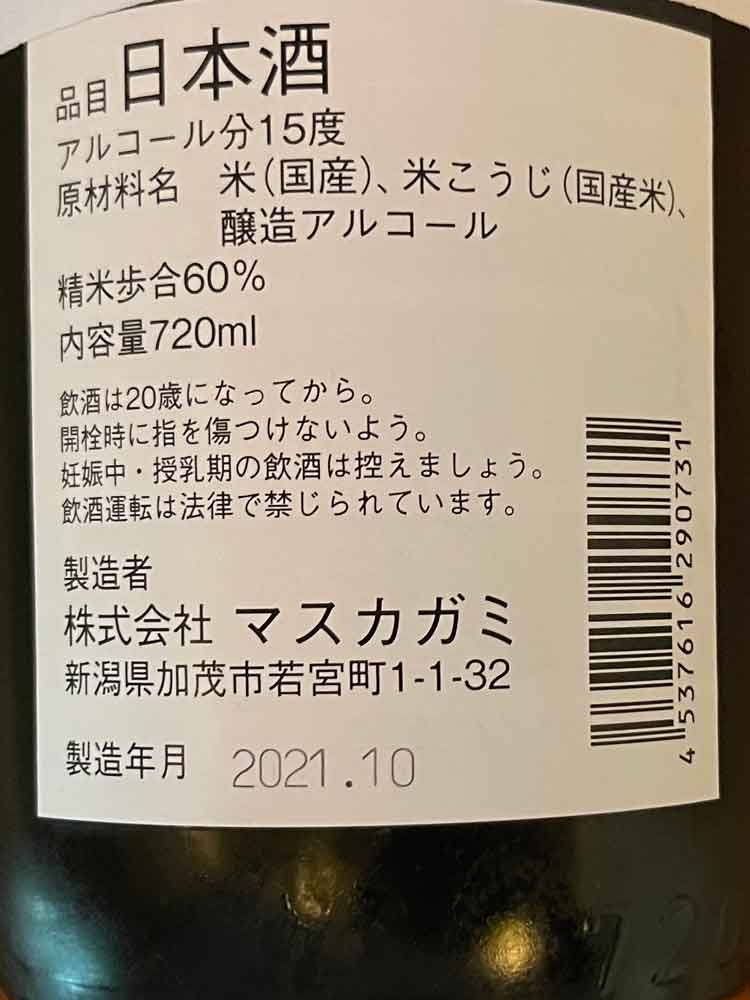 品目 日本酒
アルコール分15度
原材料名 米(国産)、米こうじ(国産米)、
醸造アルコール
精米歩合60%
内容量720ml
飲酒は20歳になってから。
開栓時に指を傷つけないよう。
妊娠中・授乳期の飲酒は控えましょう。
飲酒運転は法律で禁じられています。
製造者
株式会社 マスカガミ
新潟県加茂市若宮町1-1-32
製造年月 2021.10
4 537616 290731